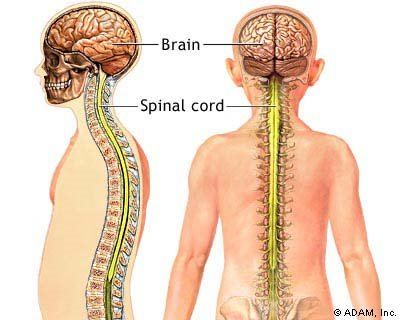 Brain
Spinal cord
© ADAM, Inc.